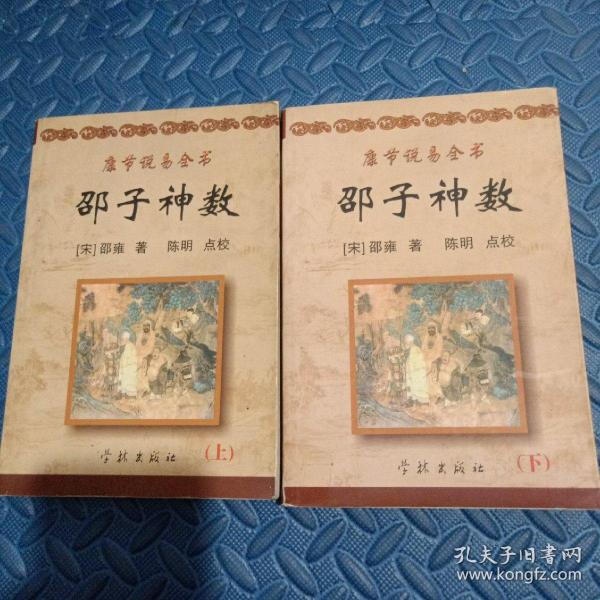 康节说易全书
邵子神数
[宋]邵雍 著 陈明 点校
学林出版社
(上)
康节说易全书
邵子神数
[宋]邵雍 著 陈明 点校
学林出版社
(下)
孔夫子旧书网
www.kongfz.com